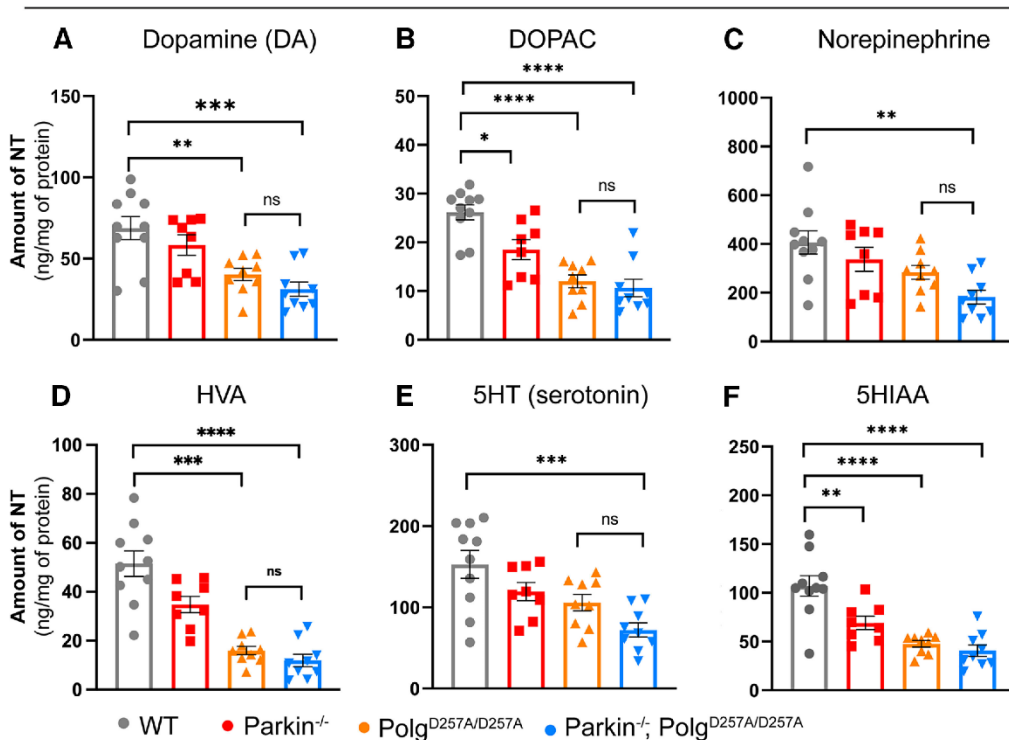 A Dopamine (DA)
B DOPAC
C Norepinephrine
Amount of NT
(ng/mg of protein)
150
100
50
0
***
**
ns
50
40
30
20
10
0
****
****
*
ns
1000
800
600
400
200
0
**
ns
D HVA
E 5HT (serotonin)
F 5HIAA
Amount of NT
(ng/mg of protein)
100
80
60
40
20
0
****
***
ns
300
200
100
0
***
ns
250
200
150
100
50
0
****
****
**
WT Parkin-/- PolgD257A/D257A Parkin-/-; PolgD257A/D257A